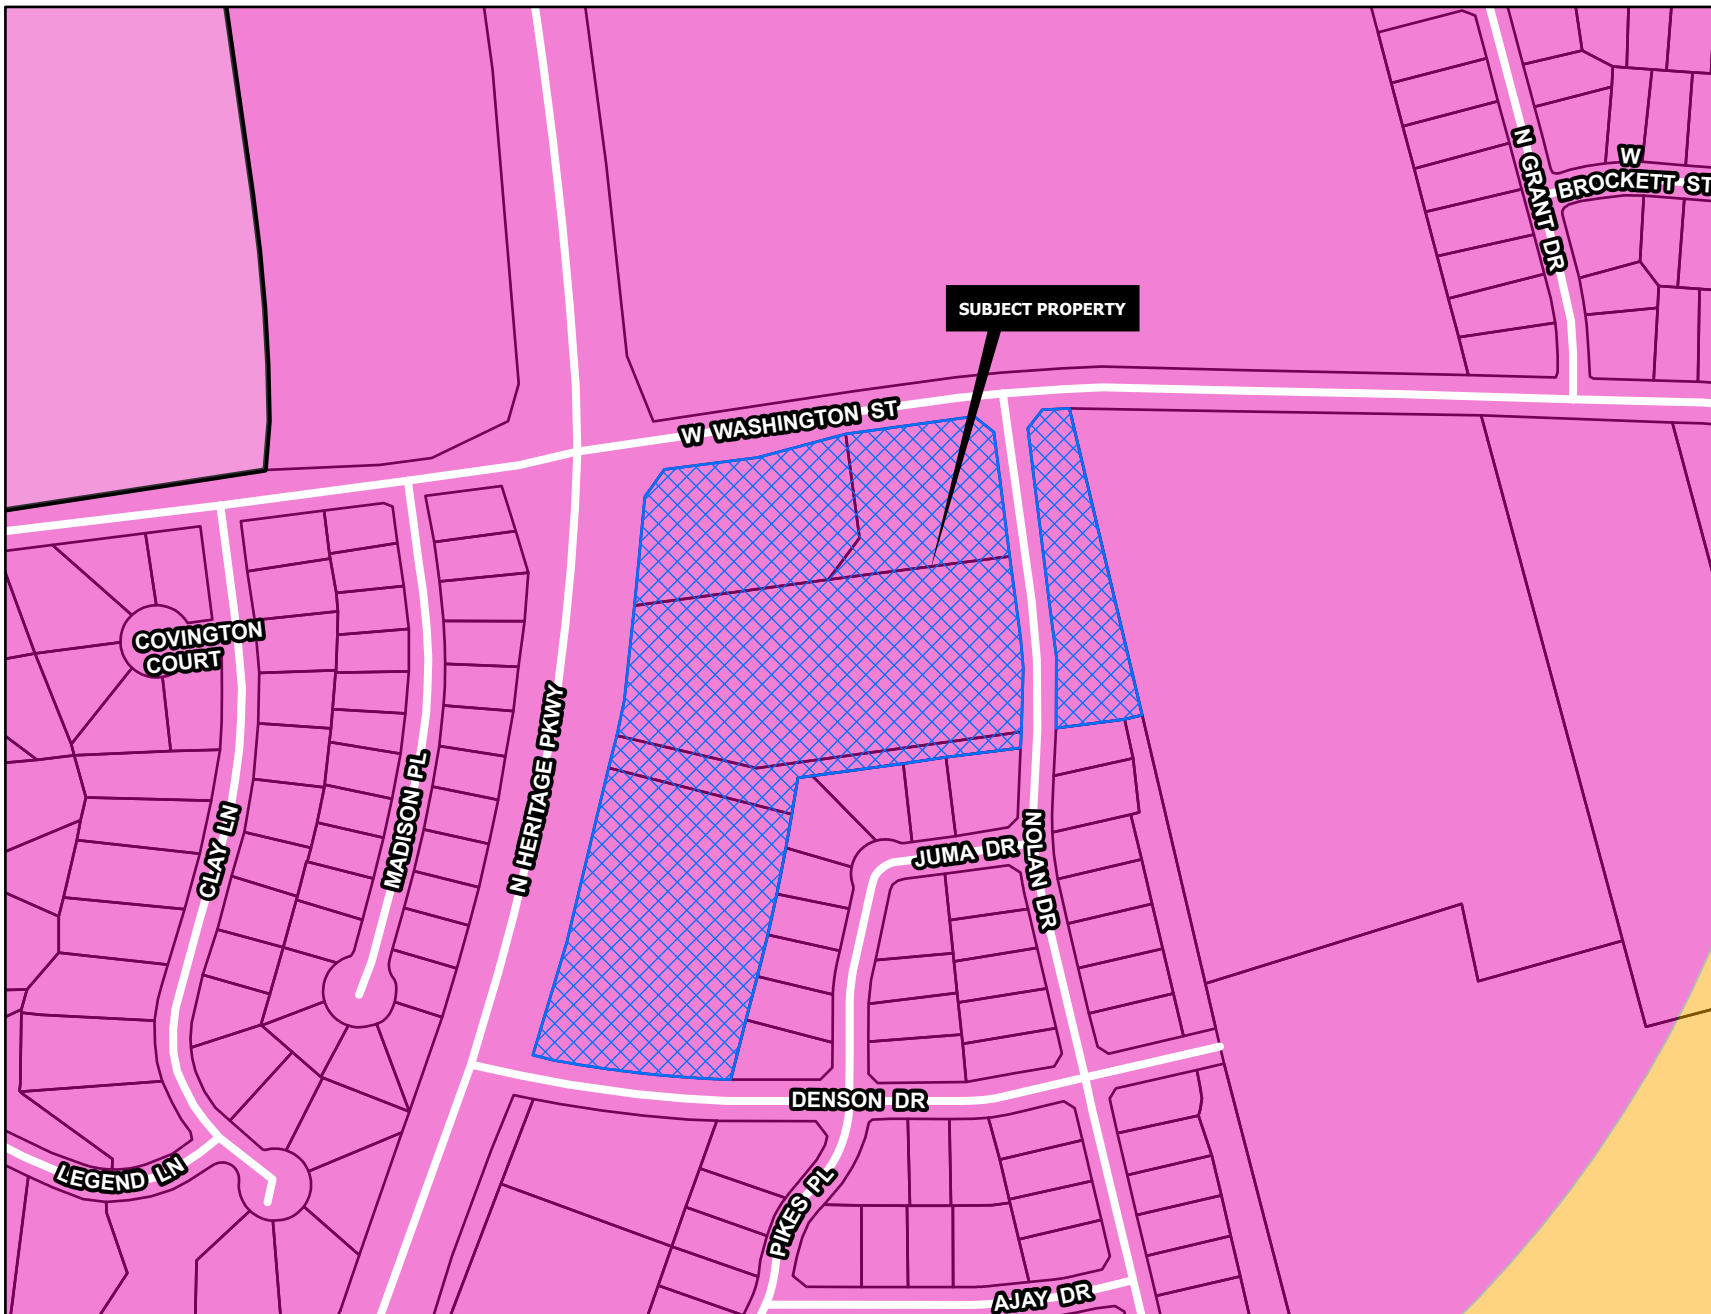 N GRANT DR
W
BROCKETT ST
SUBJECT PROPERTY
W WASHINGTON ST
COVINGTON
COURT
N HERITAGE PKWY
MADISON PL
CLAY LN
JUMA DR
NOLAN DR
DENSON DR
LEGEND LN
PIKES PL
AJAY DR